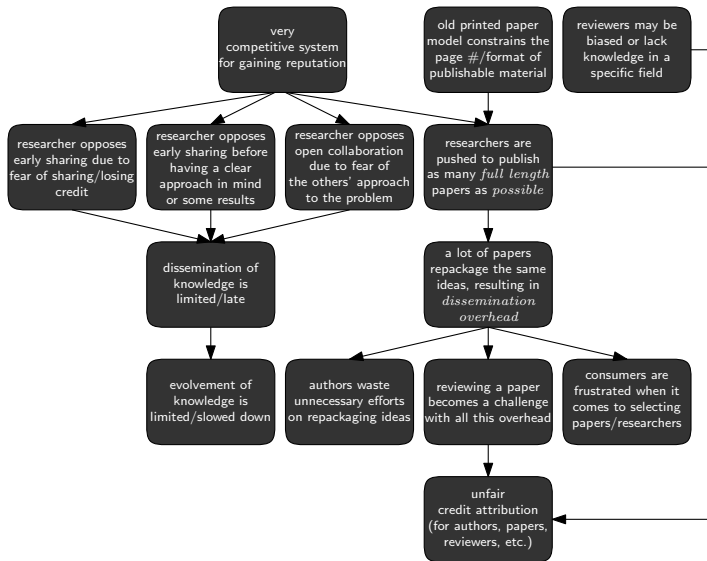 very
competitive system
for gaining reputation
old printed paper
model constrains the
page #/format of
publishable material
reviewers may be
biased or lack
knowledge in a
specific field
researcher opposes
early sharing due to
fear of sharing/losing
credit
researcher opposes
early sharing before
having a clear
approach in mind
or some results
researcher opposes
open collaboration
due to fear of
the others' approach
to the problem
researchers are
pushed to publish
as many full length
papers as possible
dissemination of
knowledge is
limited/late
a lot of papers
repackage the same
ideas, resulting in
dissemination
overhead
evolvement of
knowledge is
limited/slowed down
authors waste
unnecessary efforts
on repackaging ideas
reviewing a paper
becomes a challenge
with all this overhead
consumers are
frustrated when it
comes to selecting
papers/researchers
unfair
credit attribution
(for authors, papers,
reviewers, etc.)